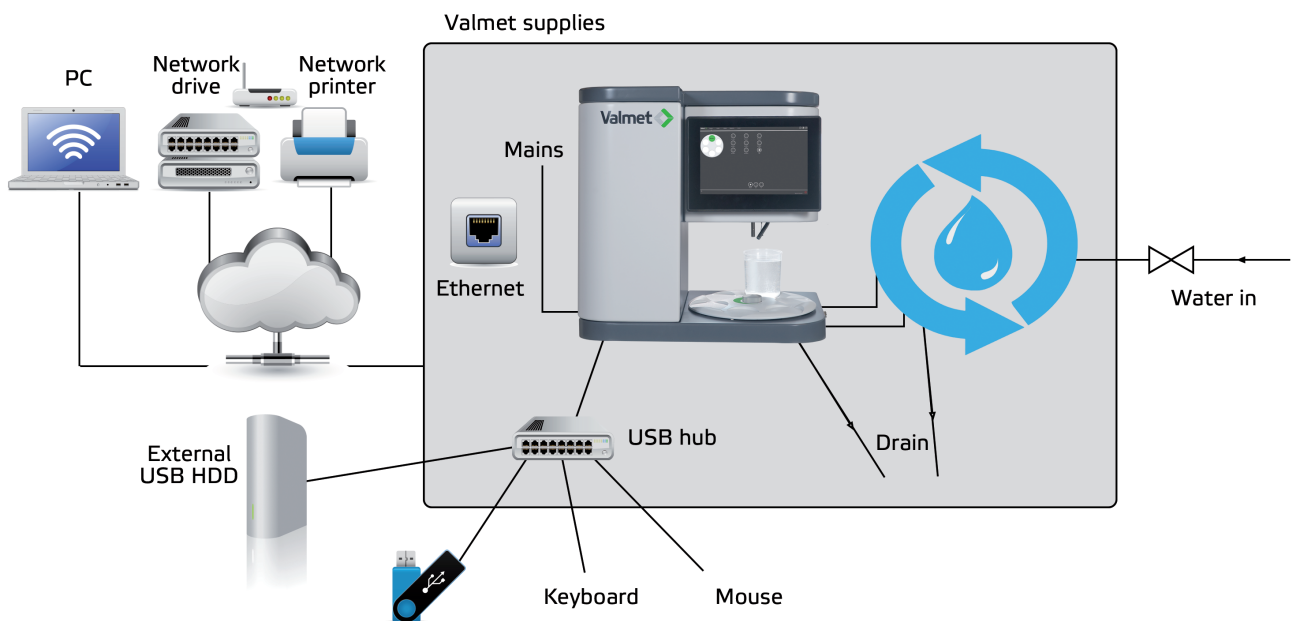 Valmet supplies
PC
Network
drive
Network
printer
Valmet
Mains
Ethernet
Water in
USB hub
Drain
External
USB HDD
Keyboard
Mouse